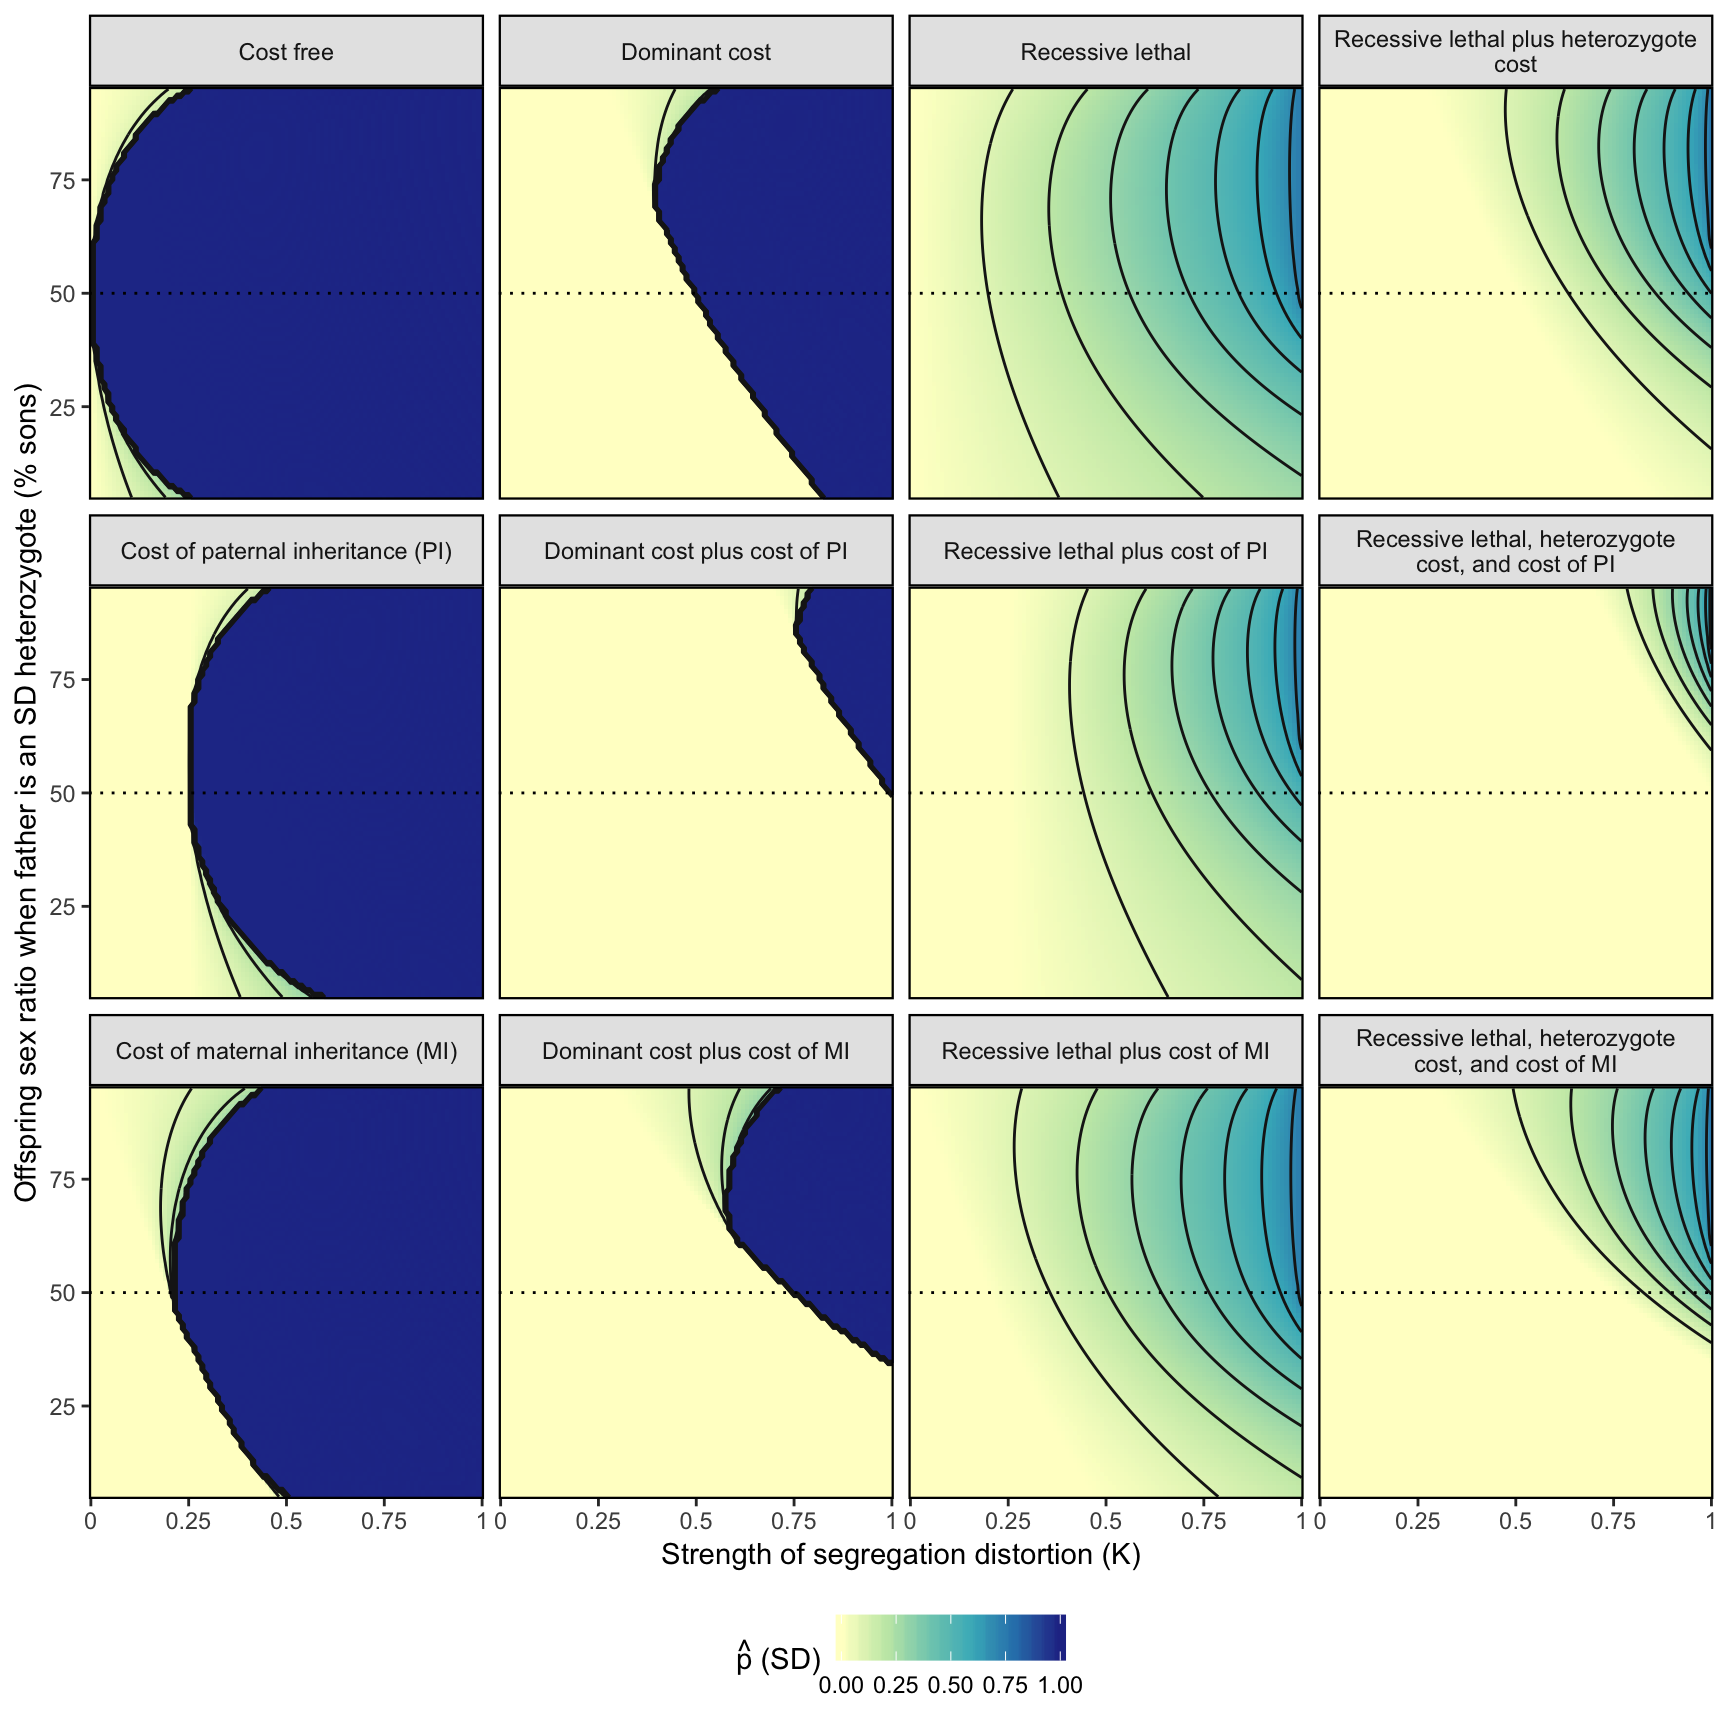 Cost free
Dominant cost
Recessive lethal
Recessive lethal plus heterozygote
cost
75
50
25
Cost of paternal inheritance (PI)
Dominant cost plus cost of PI
Recessive lethal plus cost of PI
Recessive lethal, heterozygote
cost, and cost of PI
75
50
25
Cost of maternal inheritance (MI)
Dominant cost plus cost of MI
Recessive lethal plus cost of MI
Recessive lethal, heterozygote
cost, and cost of MI
75
50
25
Offspring sex ratio when father is an SD heterozygote (% sons)
0 0.25 0.5 0.75 1
0 0.25 0.5 0.75 1
0 0.25 0.5 0.75 1
0 0.25 0.5 0.75 1
Strength of segregation distortion (K)
p̂ (SD)
0.00 0.25 0.50 0.75 1.00